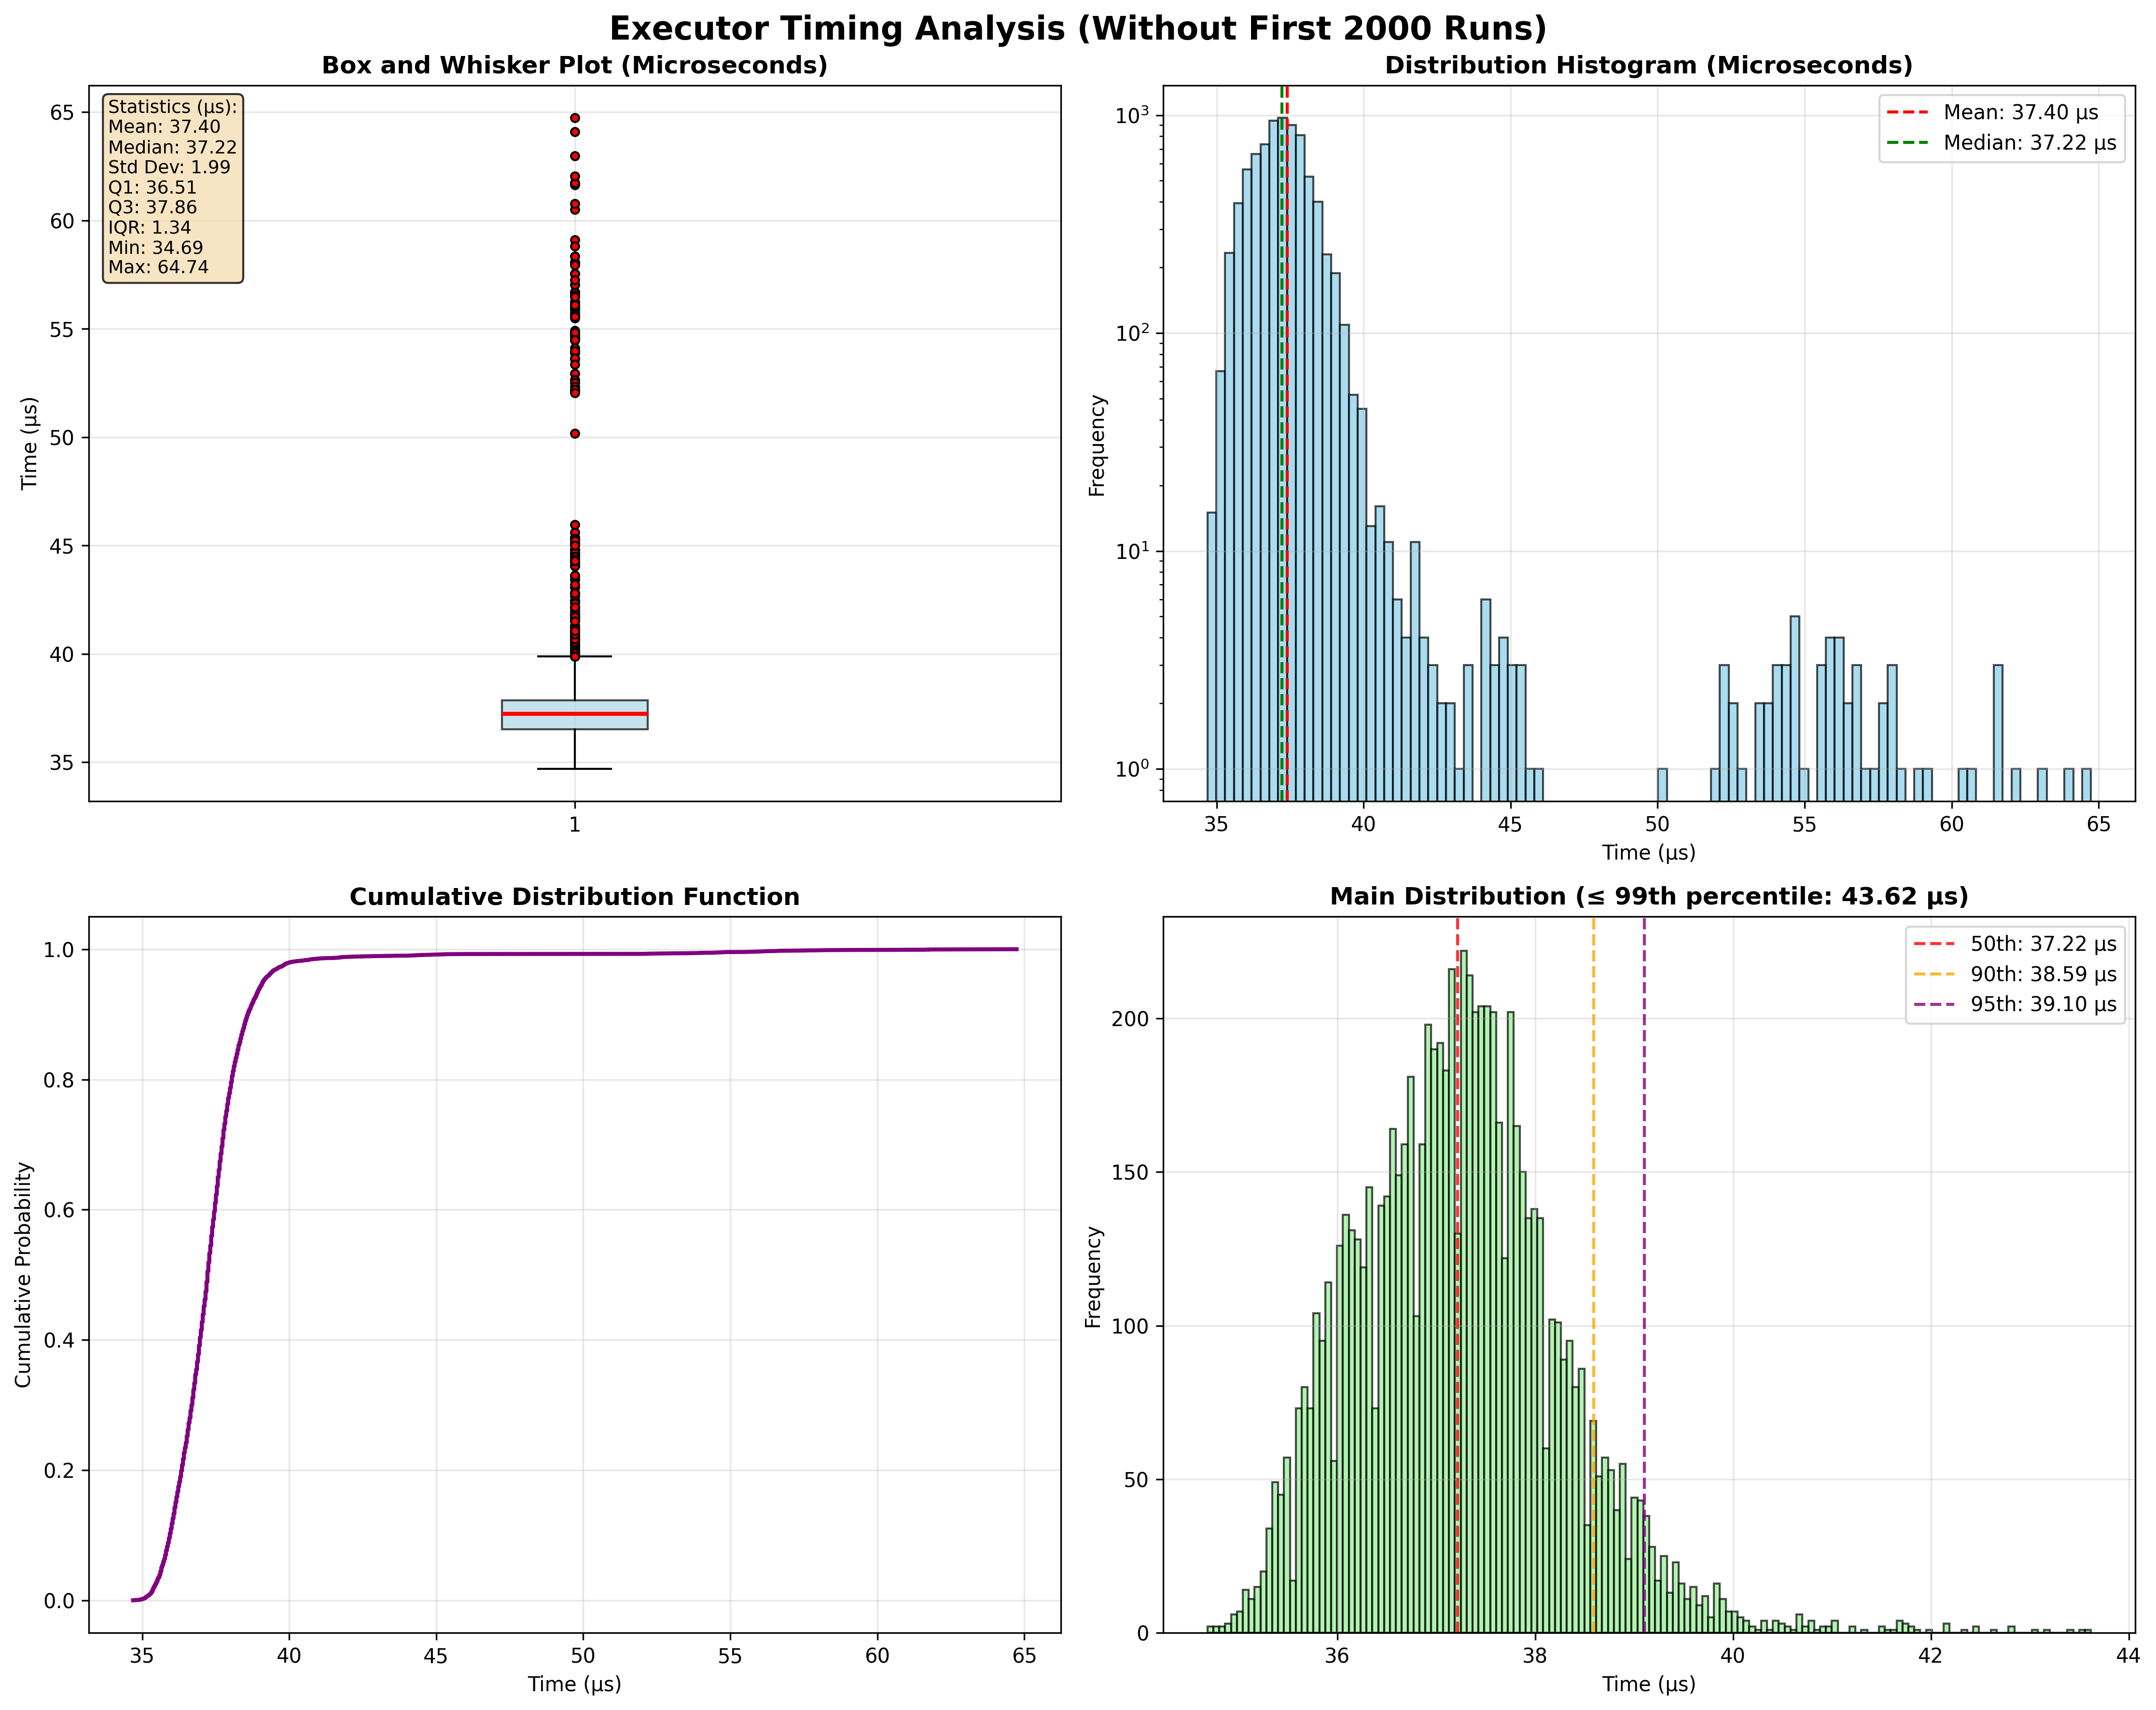 Executor Timing Analysis (Without First 2000 Runs)
Box and Whisker Plot (Microseconds)
Statistics (µs):
Mean: 37.40
Median: 37.22
Std Dev: 1.99
Q1: 36.51
Q3: 37.86
IQR: 1.34
Min: 34.69
Max: 64.74
65
60
55
50
45
40
35
Time (µs)
1
Distribution Histogram (Microseconds)
Mean: 37.40 µs
Median: 37.22 µs
10³
10²
10¹
10⁰
Frequency
35 40 45 50 55 60 65
Time (µs)
Cumulative Distribution Function
1.0
0.8
0.6
0.4
0.2
0.0
Cumulative Probability
35 40 45 50 55 60 65
Time (µs)
Main Distribution (≤ 99th percentile: 43.62 µs)
50th: 37.22 µs
90th: 38.59 µs
95th: 39.10 µs
200
150
100
50
0
Frequency
36 38 40 42 44
Time (µs)